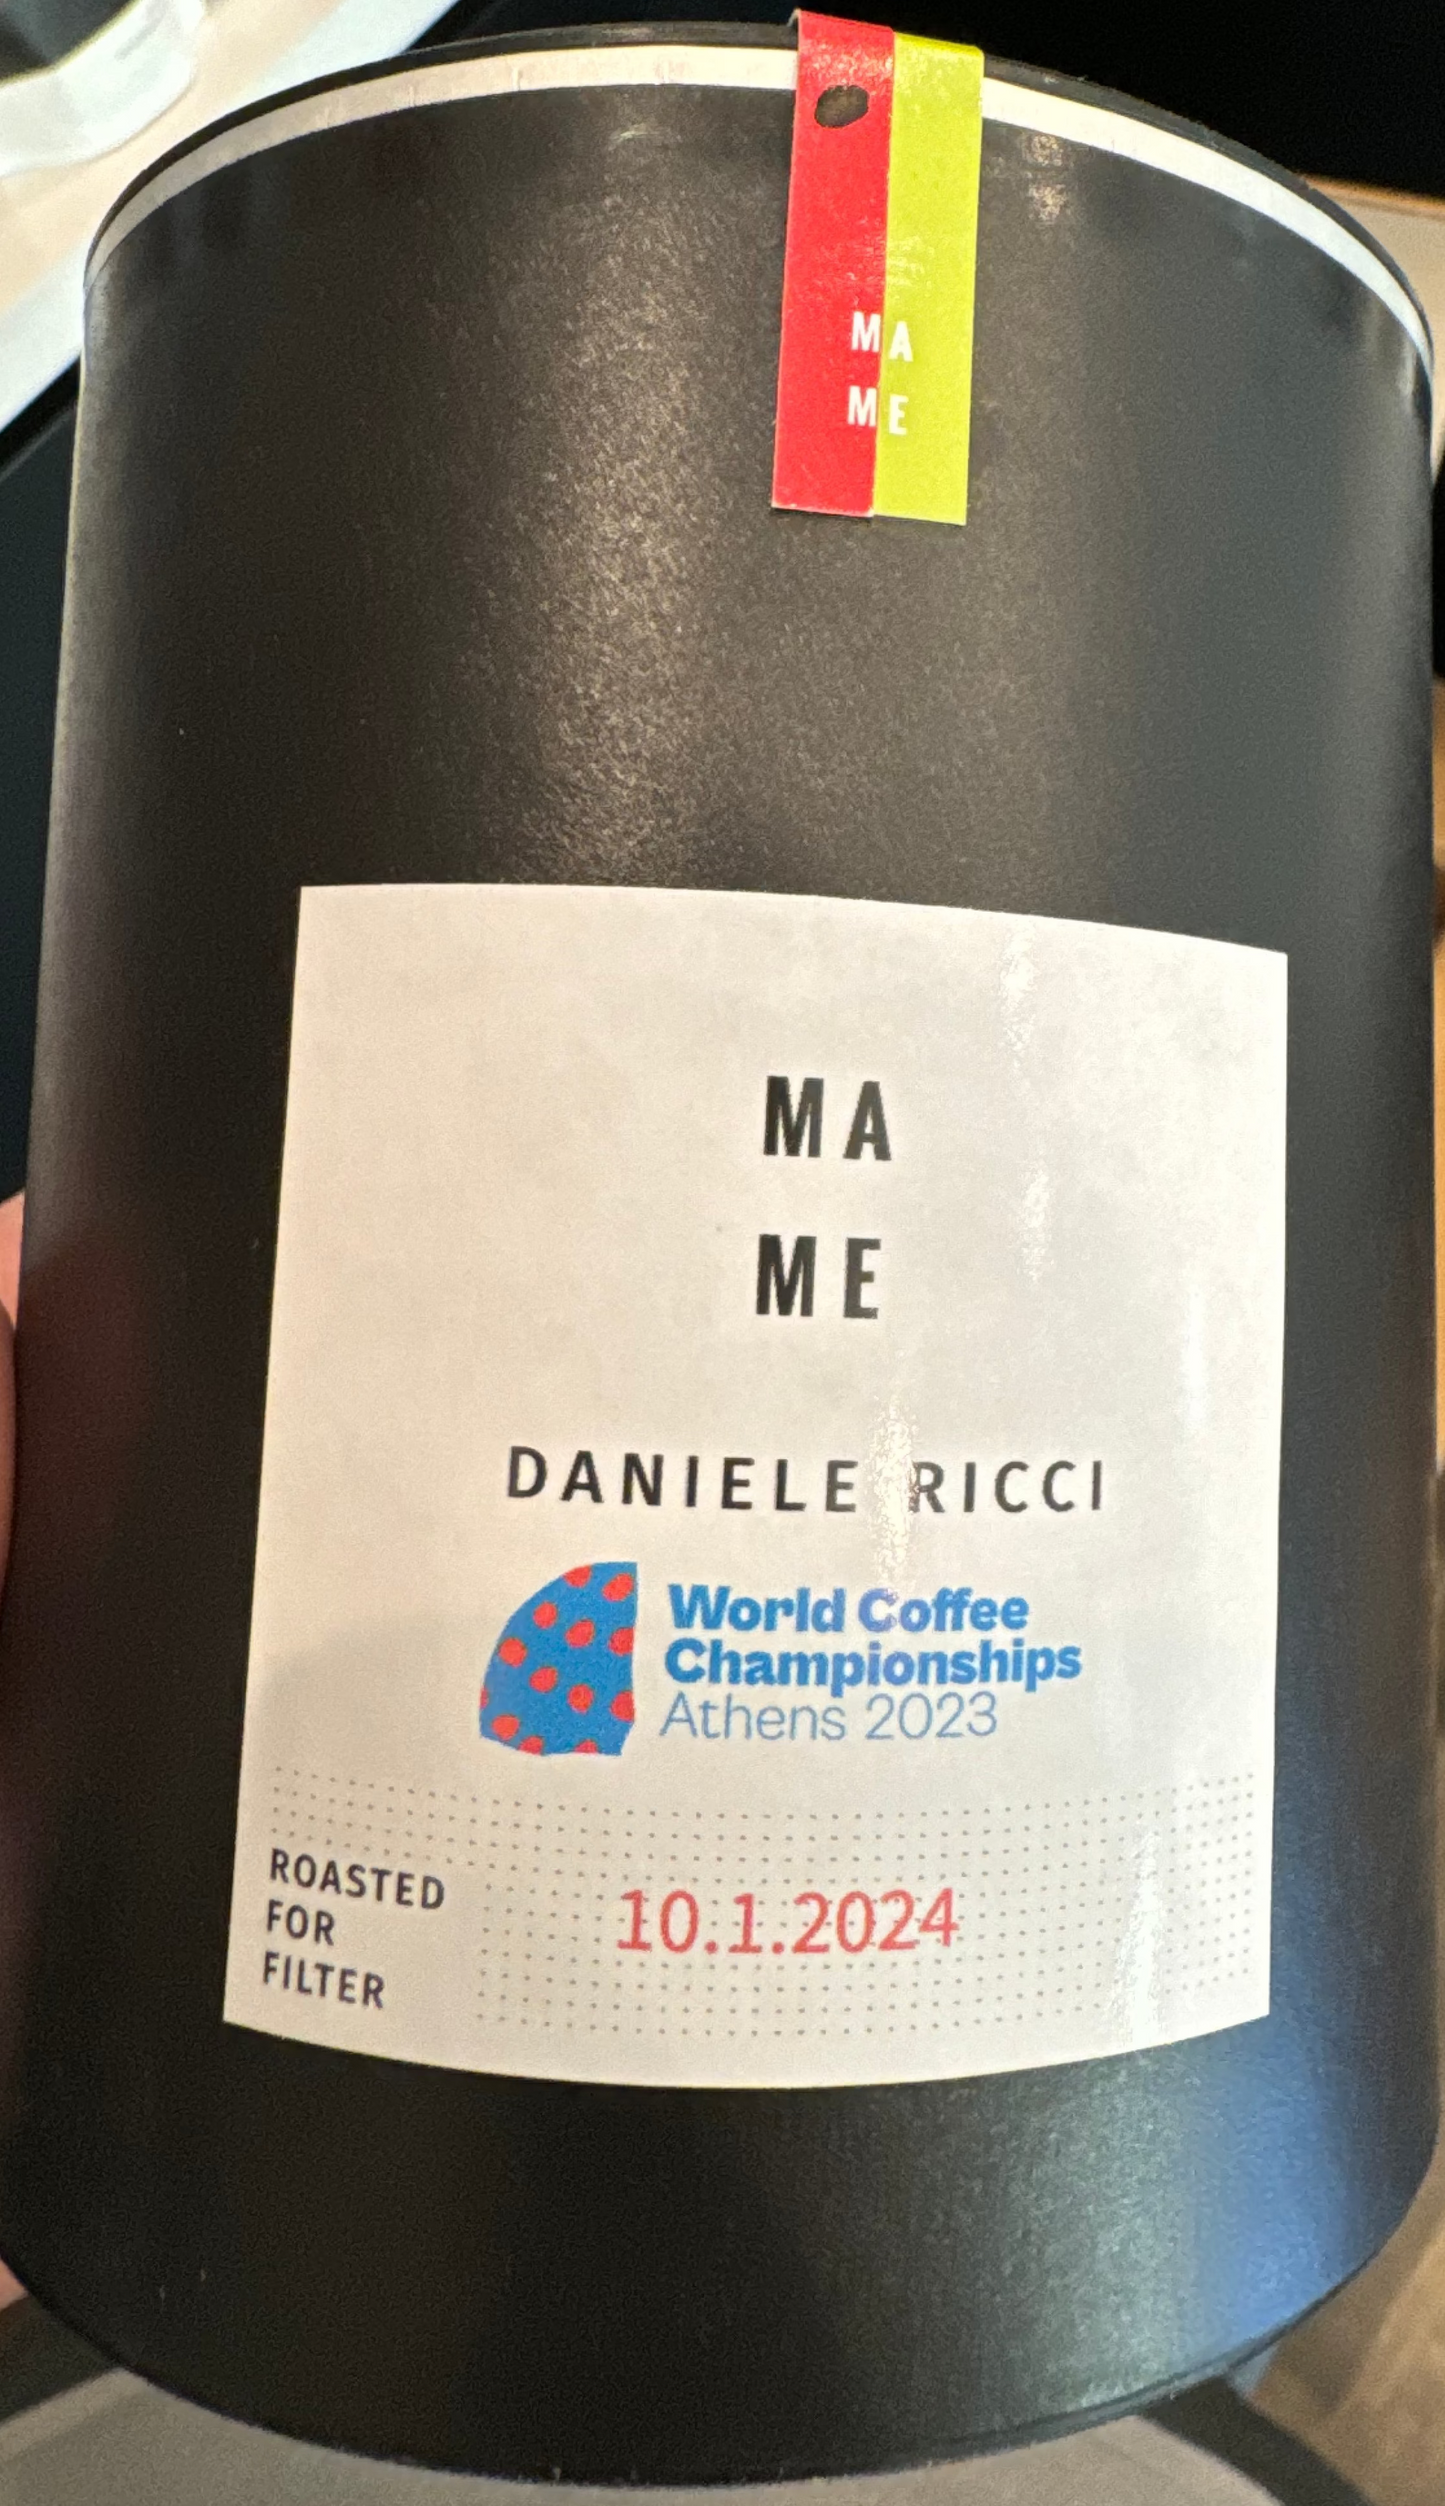 MA
ME
MA
ME
DANIELE RICCI
World Coffee
Championships
Athens 2023
ROASTED
FOR
FILTER
10.1.2024